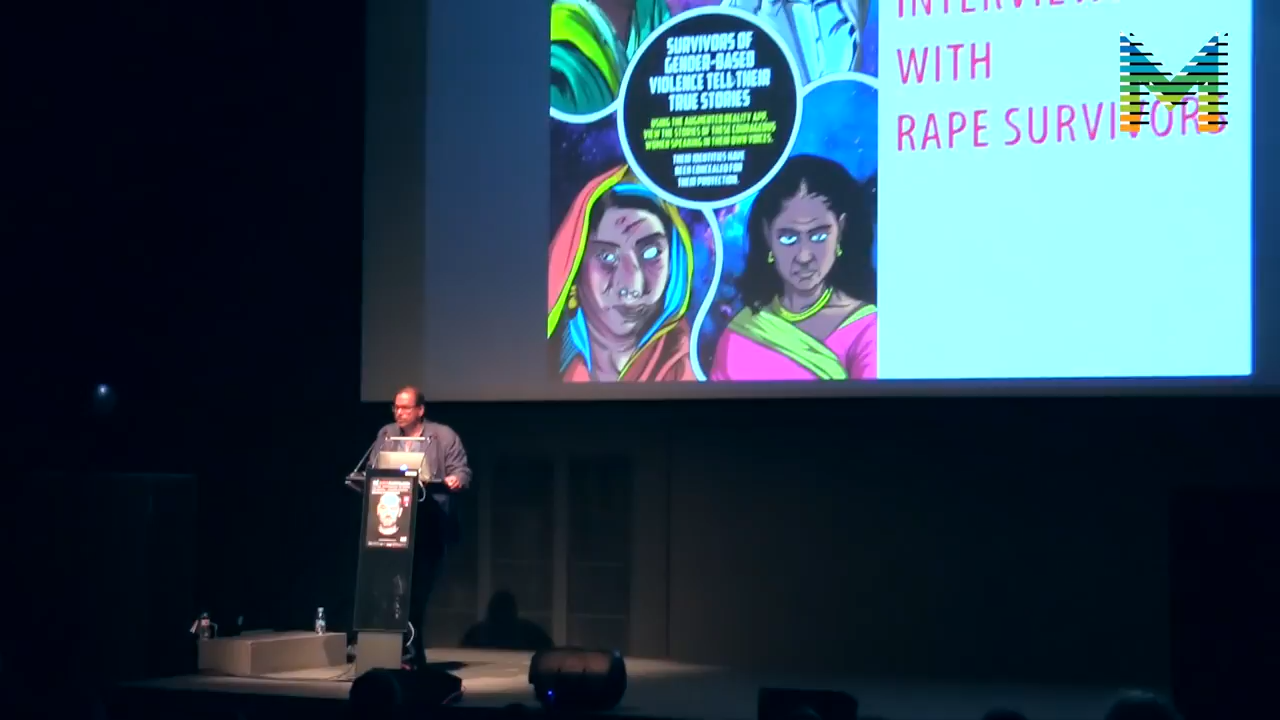 SURVIVORS OF
GENDER-BASED
VIOLENCE TELL THEIR
TRUE STORIES
USING THE AUGMENTED REALITY APP,
VIEW THE STORIES OF THESE COURAGEOUS
WOMEN SPEAKING IN THEIR OWN VOICES.
THEIR IDENTITIES HAVE
BEEN CONCEALED FOR
THEIR PROTECTION.
WITH
RAPE SURVIVORS
M